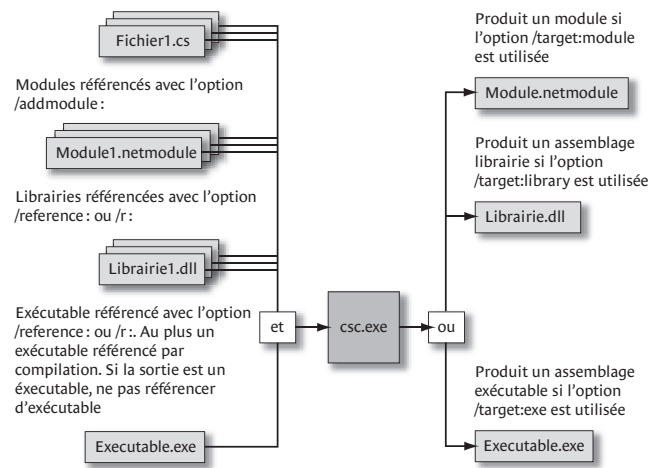 Fichier1.cs
Modules référencés avec l'option
/addmodule :
Module1.netmodule
Librairies référencées avec l'option
/reference : ou /r :
Librairie1.dll
Exécutable référencé avec l'option
/reference : ou /r :. Au plus un
exécutable référencé par
compilation. Si la sortie est un
éxecutable, ne pas référencer
d'exécutable
Executable.exe
et
csc.exe
ou
Produit un module si
l'option /target:module
est utilisée
Module.netmodule
Produit un assemblage
librairie si l'option
/target:library est utilisée
Librairie.dll
Produit un assemblage
exécutable si l'option
/target:exe est utilisée
Executable.exe